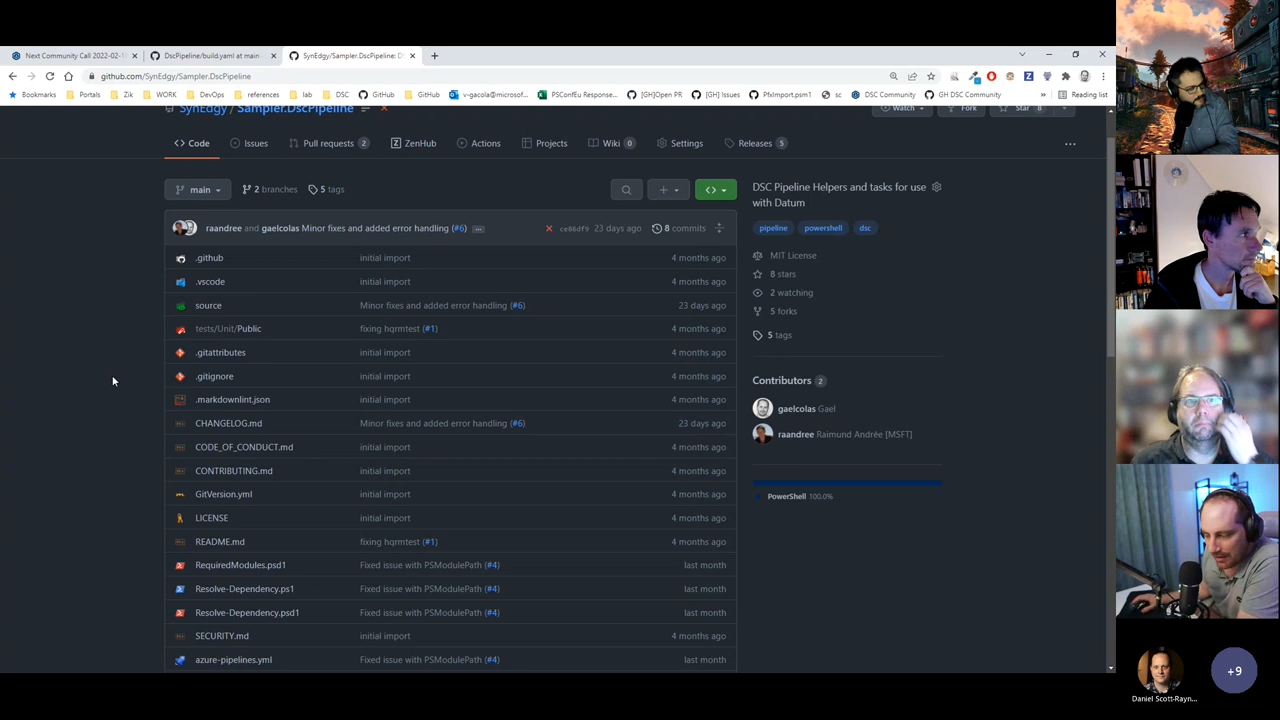 Next Community Call 2022-02-1
DscPipeline/build.yaml at main
SynEdgy/Sampler.DscPipeline: D
github.com/SynEdgy/Sampler.DscPipeline
Bookmarks
Portals
Zik
WORK
DevOps
references
lab
DSC
GitHub
GitHub
v-gacola@microsof...
PSConfEu Response...
[GH]Open PR
[GH] Issues
PfxImport.psm1
sc
DSC Community
GH DSC Community
»
Reading list
SynEdgy / Sampler.DscPipeline
Watch
Fork
Star 8
Code
Issues
Pull requests 2
ZenHub
Actions
Projects
Wiki 0
Settings
Releases 5
main
2 branches
5 tags
DSC Pipeline Helpers and tasks for use
with Datum
pipeline powershell dsc
raandree and gaelcolas Minor fixes and added error handling (#6) ce86df9 23 days ago 8 commits
.github initial import 4 months ago
.vscode initial import 4 months ago
source Minor fixes and added error handling (#6) 23 days ago
tests/Unit/Public fixing hqrmtest (#1) 4 months ago
.gitattributes initial import 4 months ago
.gitignore initial import 4 months ago
.markdownlint.json initial import 4 months ago
CHANGELOG.md Minor fixes and added error handling (#6) 23 days ago
CODE_OF_CONDUCT.md initial import 4 months ago
CONTRIBUTING.md initial import 4 months ago
GitVersion.yml initial import 4 months ago
LICENSE initial import 4 months ago
README.md fixing hqrmtest (#1) 4 months ago
RequiredModules.psd1 Fixed issue with PSModulePath (#4) last month
Resolve-Dependency.ps1 Fixed issue with PSModulePath (#4) last month
Resolve-Dependency.psd1 Fixed issue with PSModulePath (#4) last month
SECURITY.md initial import 4 months ago
azure-pipelines.yml Fixed issue with PSModulePath (#4) last month
MIT License
8 stars
2 watching
5 forks
5 tags
Contributors 2
gaelcolas Gael
raandree Raimund Andrée [MSFT]
PowerShell 100.0%
Daniel Scott-Rayn...
+9